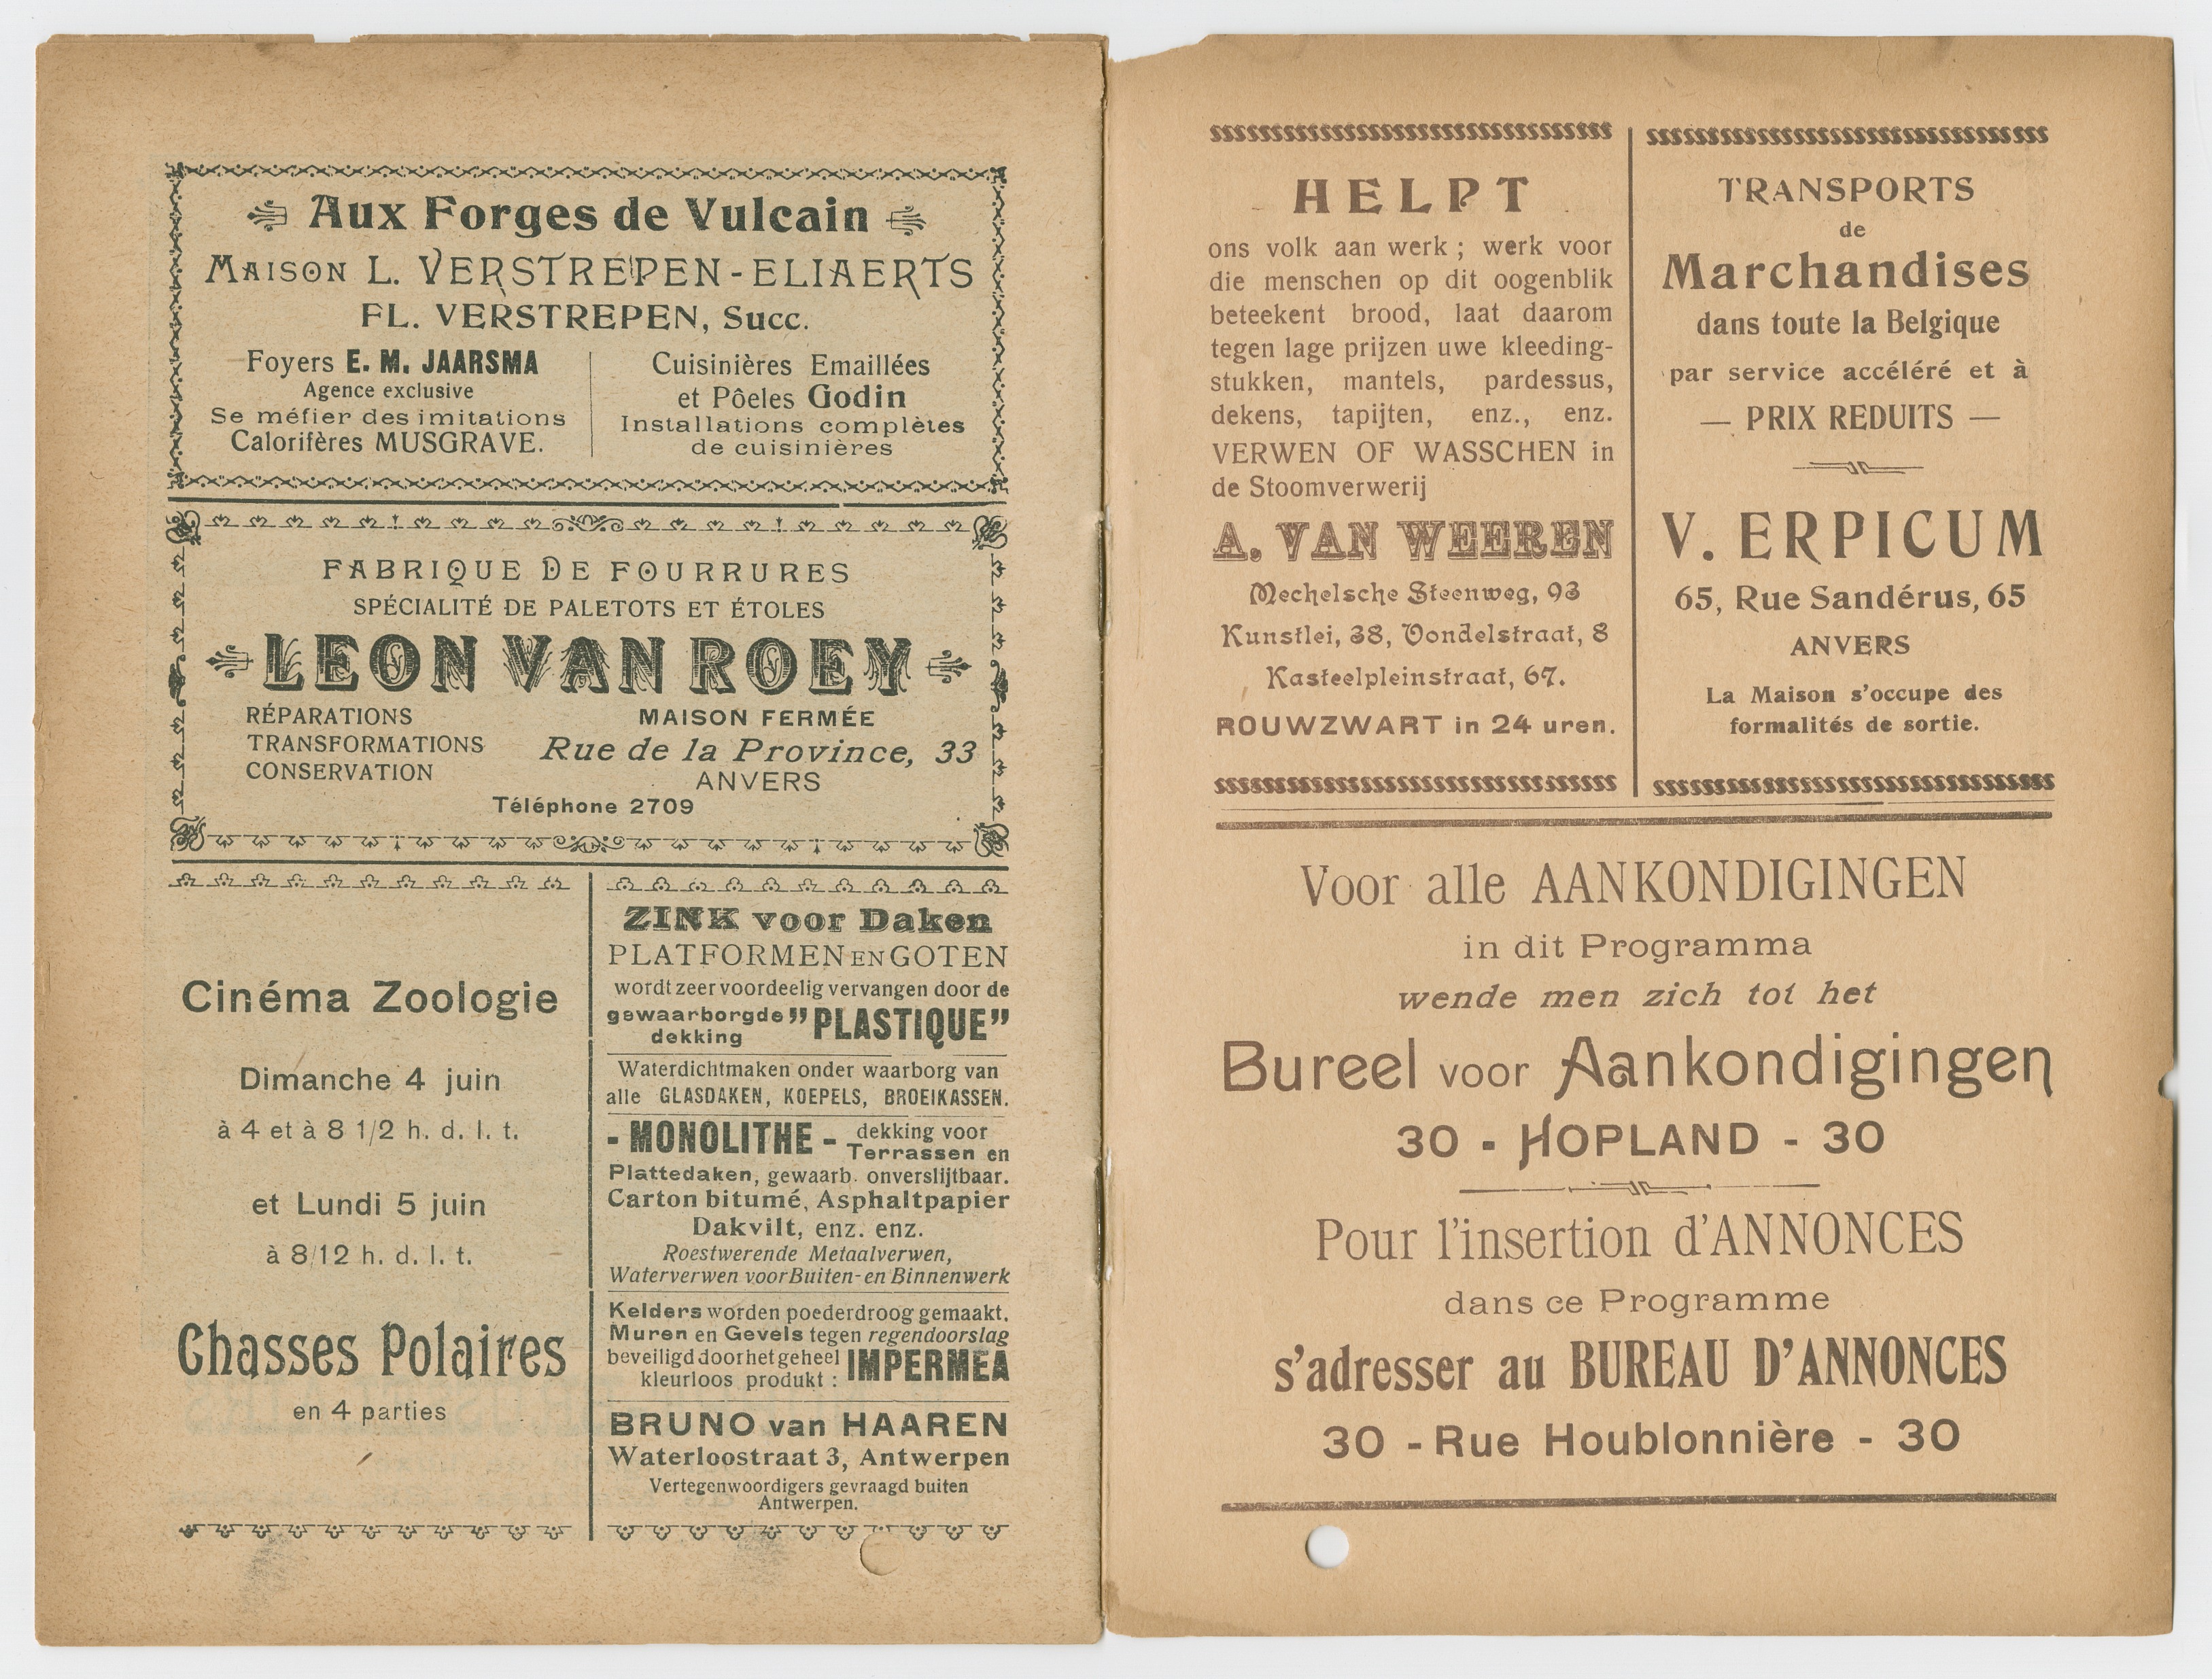 Aux Forges de Vulcain
MAISON L. VERSTREPEN-ELIAERTS
FL. VERSTREPEN, Succ.
Foyers E. M. JAARSMA
Agence exclusive
Se méfier des imitations
Calorifères MUSGRAVE.
Cuisinières Emaillées
et Pôeles Godin
Installations complètes
de cuisinières
FABRIQUE DE FOURRURES
SPÉCIALITÉ DE PALETOTS ET ÉTOLES
LEON VAN ROEY
RÉPARATIONS
TRANSFORMATIONS
CONSERVATION
MAISON FERMÉE
Rue de la Province, 33
ANVERS
Téléphone 2709
Cinéma Zoologie
Dimanche 4 juin
à 4 et à 8 1/2 h. d. l. t.
et Lundi 5 juin
à 8/12 h. d. l. t.
Chasses Polaires
en 4 parties
ZINK voor Daken
PLATFORMEN EN GOTEN
wordt zeer voordeelig vervangen door de
gewaarborgde
dekking
"PLASTIQUE"
Waterdichtmaken onder waarborg van
alle GLASDAKEN, KOEPELS, BROEIKASSEN.
- MONOLITHE - dekking voor
Terrassen en
Plattedaken, gewaarb. onverslijtbaar.
Carton bitumé, Asphaltpapier
Dakvilt, enz. enz.
Roestwerende Metaalverwen,
Waterverwen voor Buiten- en Binnenwerk
Kelders worden poederdroog gemaakt.
Muren en Gevels tegen regendoorslag
beveiligd door het geheel
kleurloos produkt :
IMPERMÉA
BRUNO van HAAREN
Waterloostraat 3, Antwerpen
Vertegenwoordigers gevraagd buiten
Antwerpen.
HELPT
ons volk aan werk ; werk voor
die menschen op dit oogenblik
beteekent brood, laat daarom
tegen lage prijzen uwe kleeding-
stukken, mantels, pardessus,
dekens, tapijten, enz., enz.
VERWEN OF WASSCHEN in
de Stoomverwerij
A. VAN WEEREN
Mechelsche Steenweg, 93
Kunstlei, 38, Vondelstraat, 8
Kasteelpleinstraat, 67.
ROUWZWART in 24 uren.
TRANSPORTS
de
Marchandises
dans toute la Belgique
par service accéléré et à
— PRIX REDUITS —
V. ERPICUM
65, Rue Sandérus, 65
ANVERS
La Maison s'occupe des
formalités de sortie.
Voor alle AANKONDIGINGEN
in dit Programma
wende men zich tot het
Bureel voor Aankondigingen
30 - HOPLAND - 30
Pour l'insertion d'ANNONCES
dans ce Programme
s'adresser au BUREAU D'ANNONCES
30 - Rue Houblonnière - 30